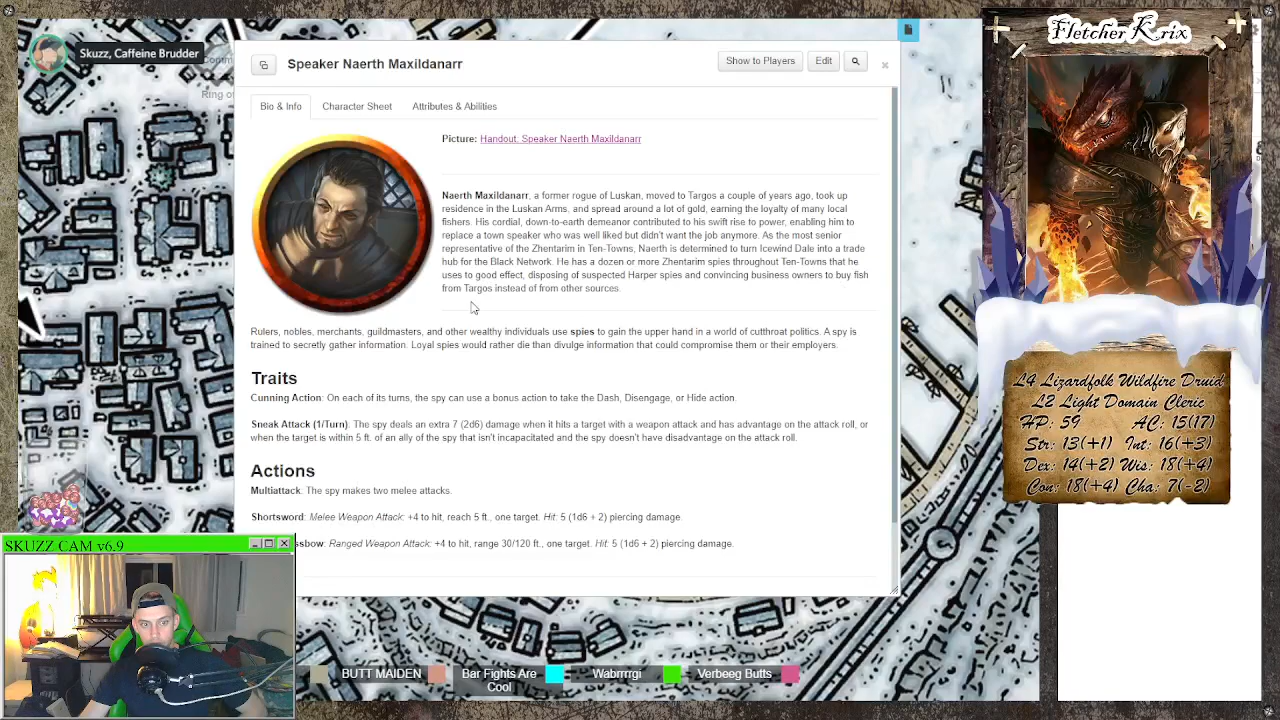 Skuzz, Caffeine Brudder
Ring of
Speaker Naerth Maxildanarr
Show to Players
Edit
Bio & Info
Character Sheet
Attributes & Abilities
Picture: Handout, Speaker Naerth Maxildanarr
Naerth Maxildanarr, a former rogue of Luskan, moved to Targos a couple of years ago, took up
residence in the Luskan Arms, and spread around a lot of gold, earning the loyalty of many local
fishers. His cordial, down-to-earth demeanor contributed to his swift rise to power, enabling him to
replace a town speaker who was well liked but didn't want the job anymore. As the most senior
representative of the Zhentarim in Ten-Towns, Naerth is determined to turn Icewind Dale into a trade
hub for the Black Network. He has a dozen or more Zhentarim spies throughout Ten-Towns that he
uses to good effect, disposing of suspected Harper spies and convincing business owners to buy fish
from Targos instead of from other sources.
Rulers, nobles, merchants, guildmasters, and other wealthy individuals use spies to gain the upper hand in a world of cutthroat politics. A spy is
trained to secretly gather information. Loyal spies would rather die than divulge information that could compromise them or their employers.
Traits
Cunning Action: On each of its turns, the spy can use a bonus action to take the Dash, Disengage, or Hide action.
Sneak Attack (1/Turn). The spy deals an extra 7 (2d6) damage when it hits a target with a weapon attack and has advantage on the attack roll, or
when the target is within 5 ft. of an ally of the spy that isn't incapacitated and the spy doesn't have disadvantage on the attack roll.
Actions
Multiattack: The spy makes two melee attacks.
Shortsword: Melee Weapon Attack: +4 to hit, reach 5 ft., one target. Hit: 5 (1d6 + 2) piercing damage.
ssbow: Ranged Weapon Attack: +4 to hit, range 30/120 ft., one target. Hit: 5 (1d6 + 2) piercing damage.
SKUZZ CAM v6.9
BUTT MAIDEN
Bar Fights Are
Cool
Wabrrrrgi
Verbeeg Butts
Fletcher Krix
L4 Lizardfolk Wildfire Druid
L2 Light Domain Cleric
HP: 59 AC: 15(17)
Str: 13(+1) Int: 16(+3)
Dex: 14(+2) Wis: 18(+4)
Con: 18(+4) Cha: 7(-2)